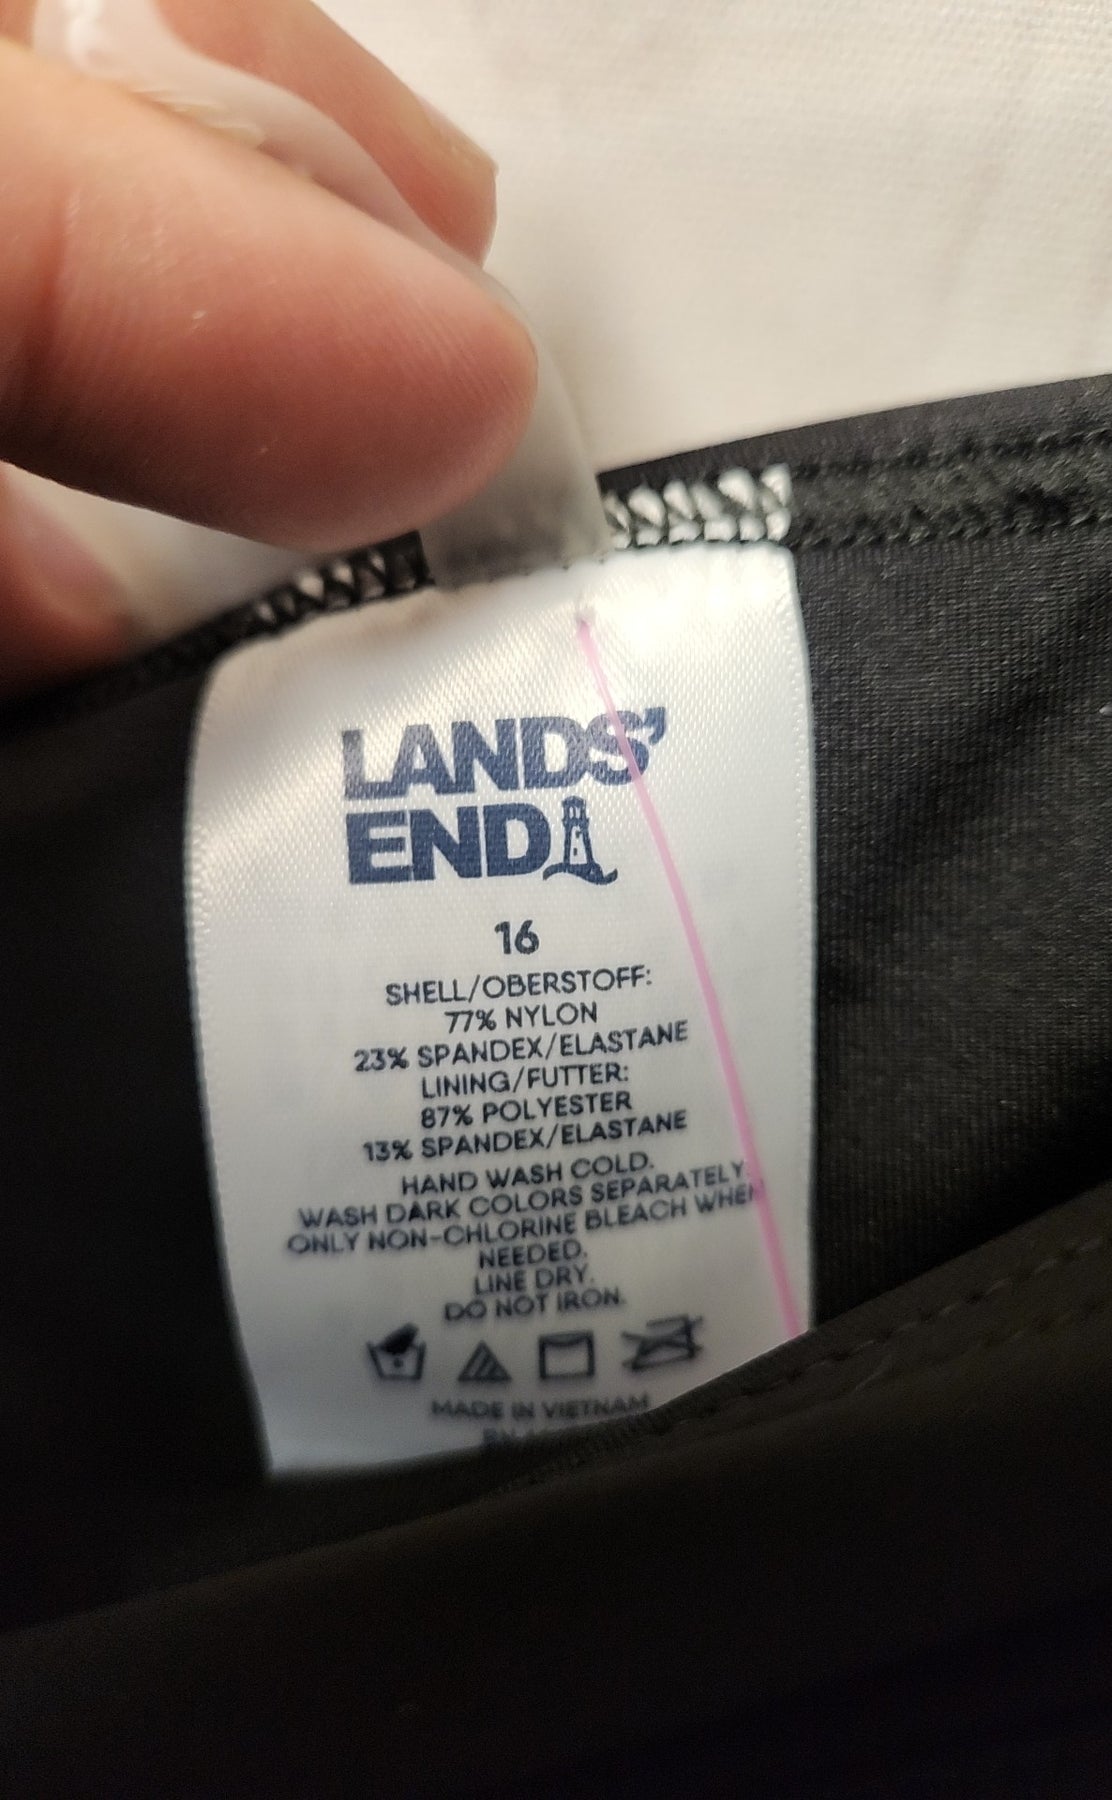 LANDS'
END
16
SHELL/OBERSTOFF:
77% NYLON
23% SPANDEX/ELASTANE
LINING/FUTTER:
87% POLYESTER
13% SPANDEX/ELASTANE
HAND WASH COLD.
WASH DARK COLORS SEPARATELY.
ONLY NON-CHLORINE BLEACH WHEN
NEEDED.
LINE DRY.
DO NOT IRON.
MADE IN VIETNAM